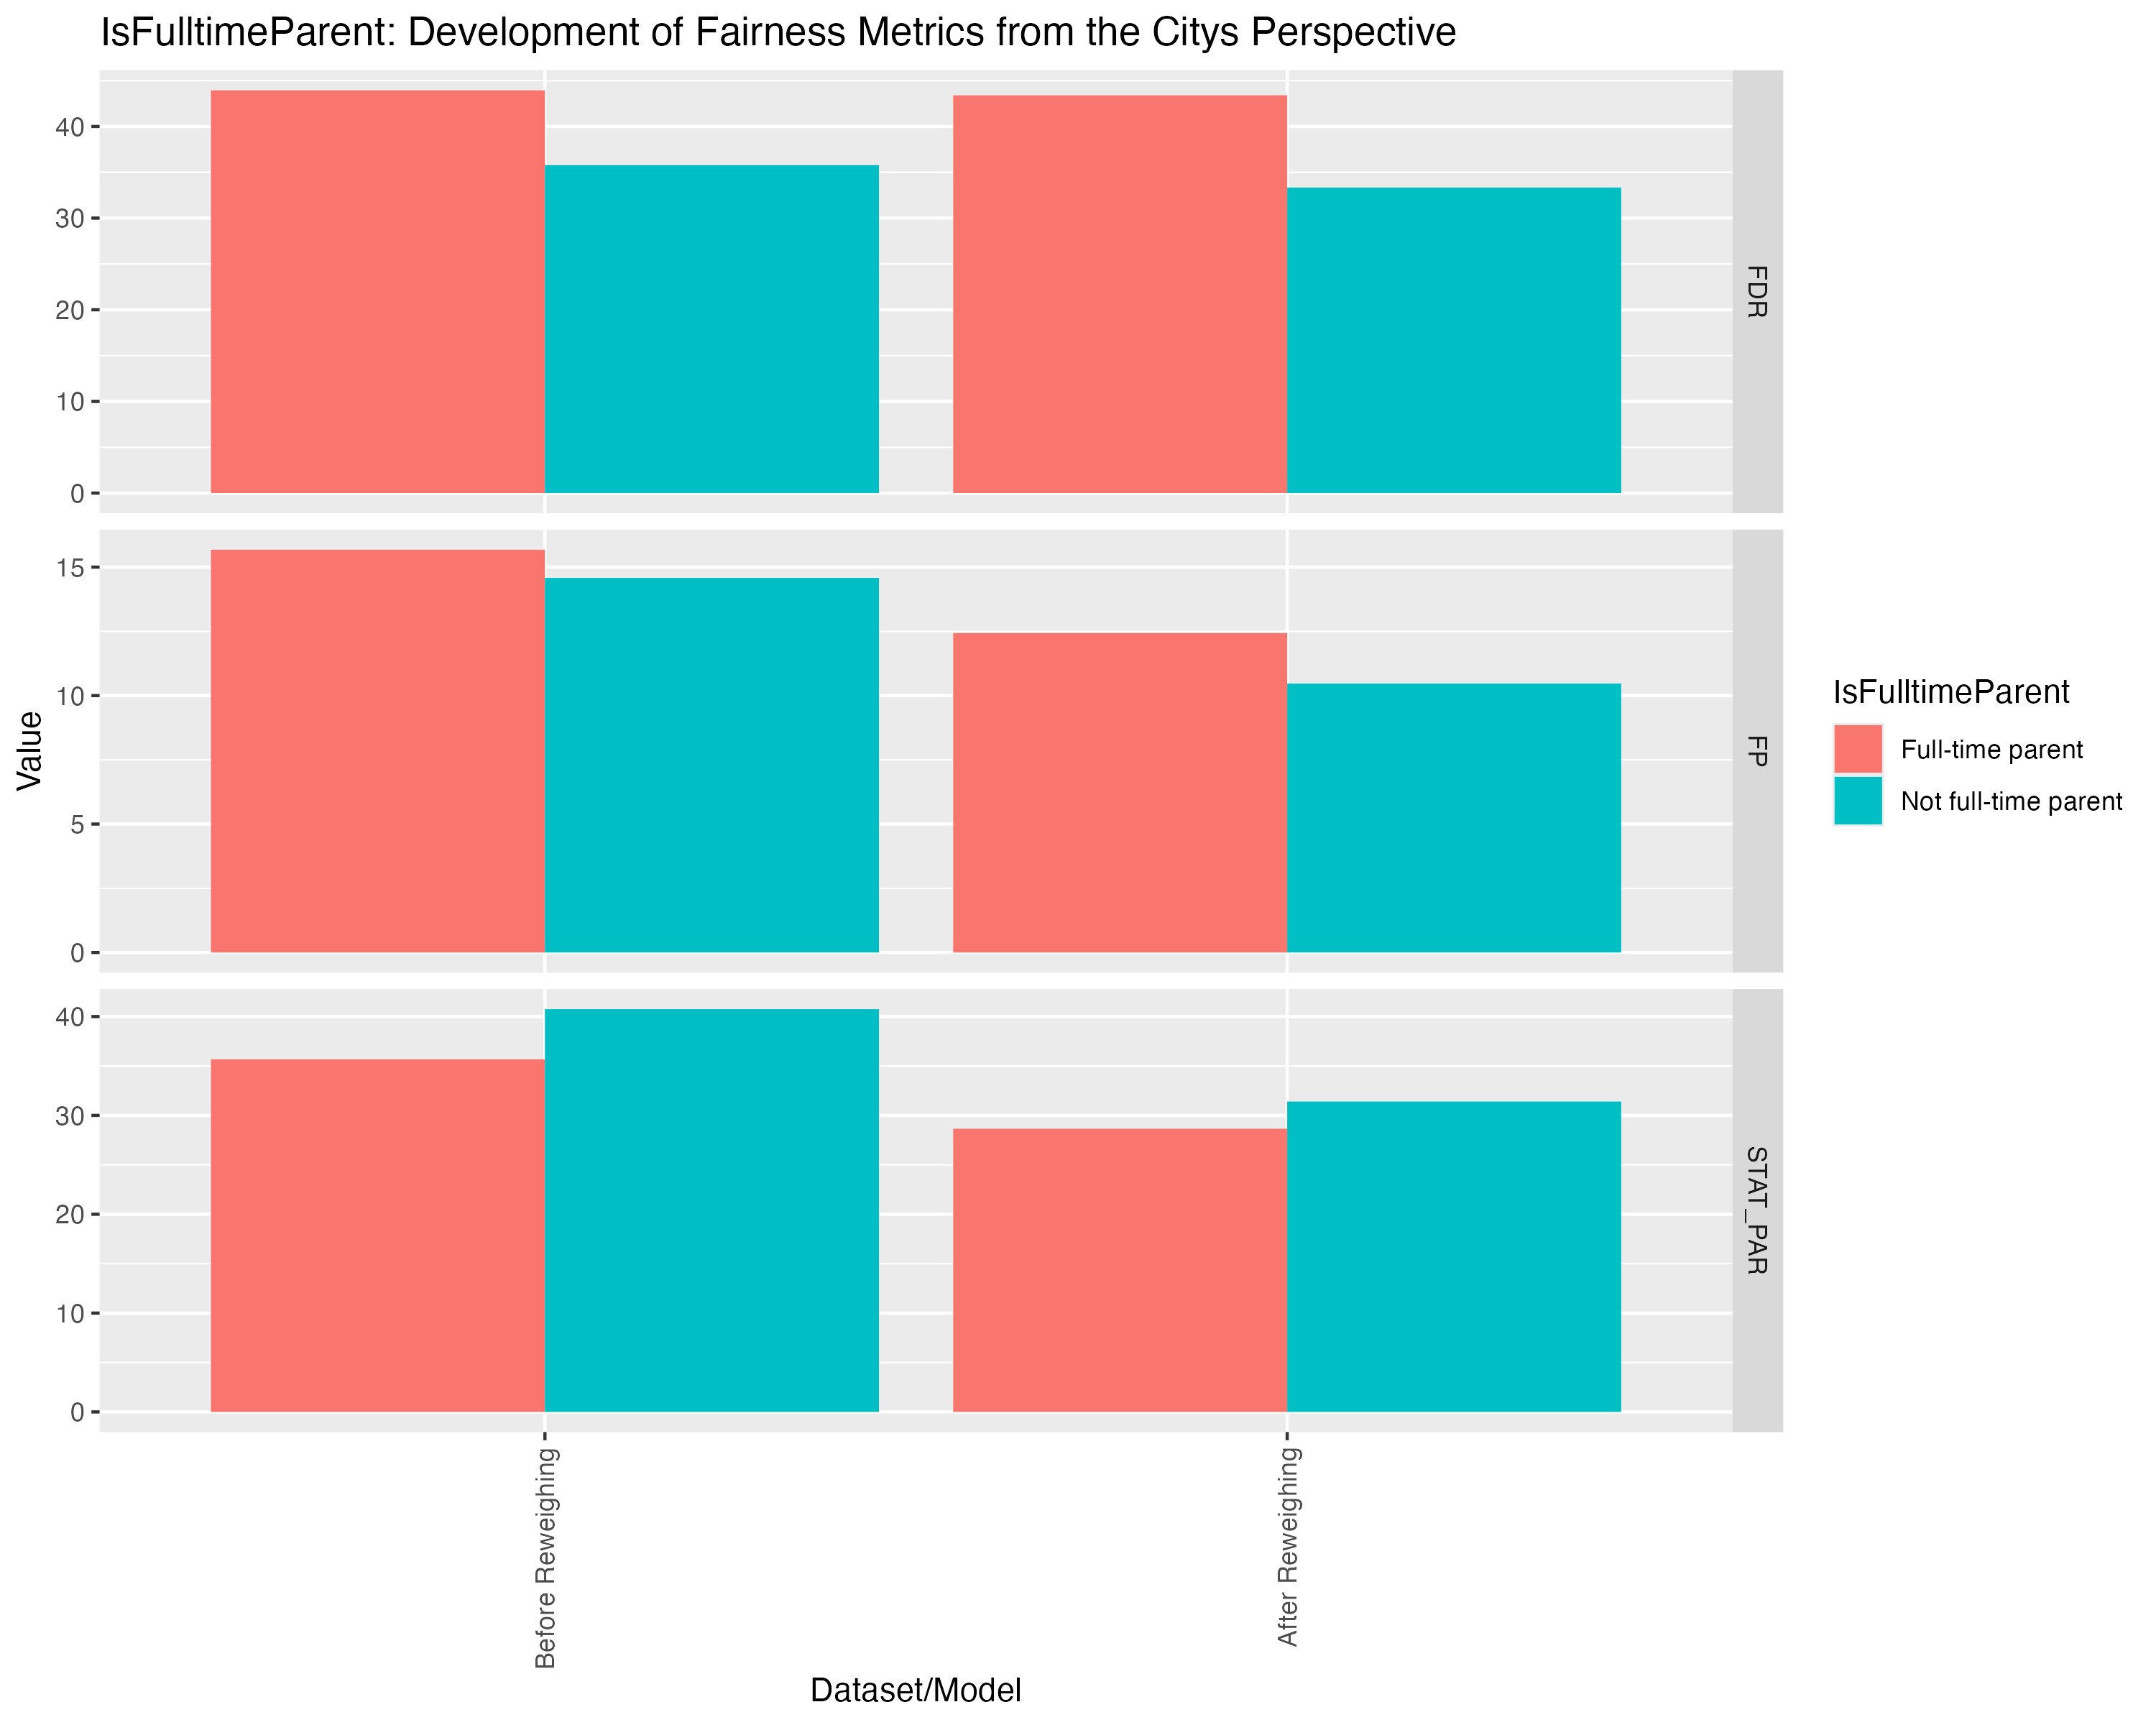 IsFulltimeParent: Development of Fairness Metrics from the Citys Perspective
40
30
20
10
0
FDR
15
10
5
0
FP
40
30
20
10
0
STAT_PAR
Value
Before Reweighing
After Reweighing
Dataset/Model
IsFulltimeParent
Full-time parent
Not full-time parent